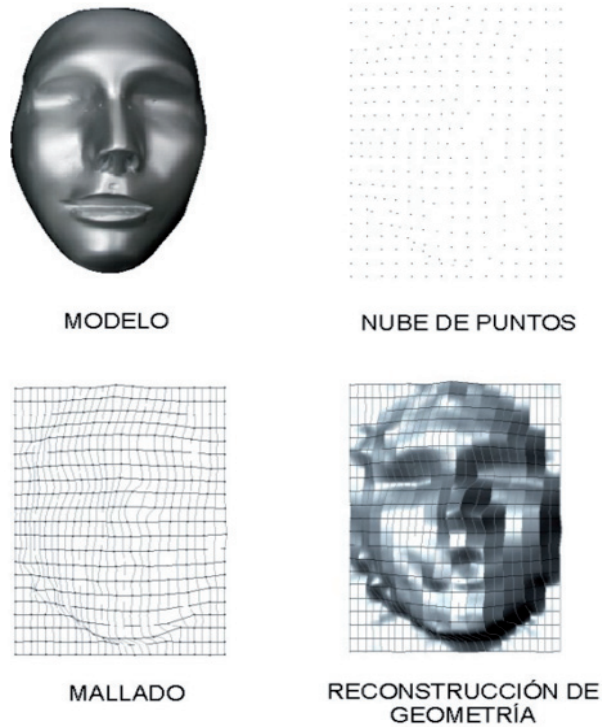 MODELO
NUBE DE PUNTOS
MALLADO
RECONSTRUCCIÓN DE
GEOMETRÍA